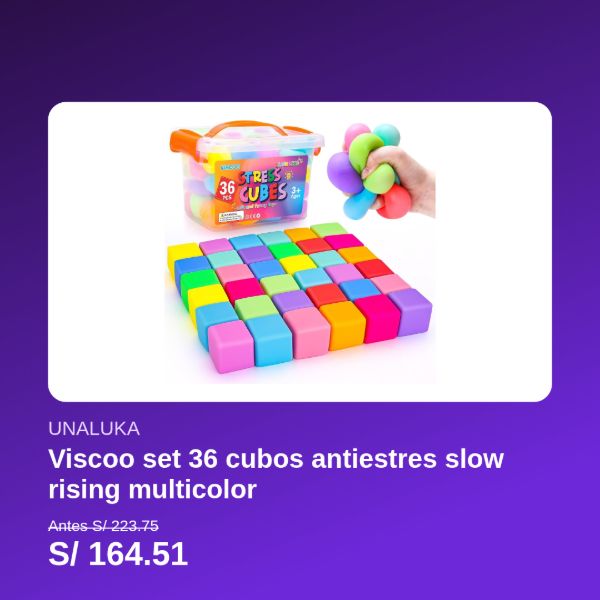 36
PCS
STRESS
CUBES
3+
UNALUKA
Viscoo set 36 cubos antiestres slow
rising multicolor
Antes S/ 223.75
S/ 164.51